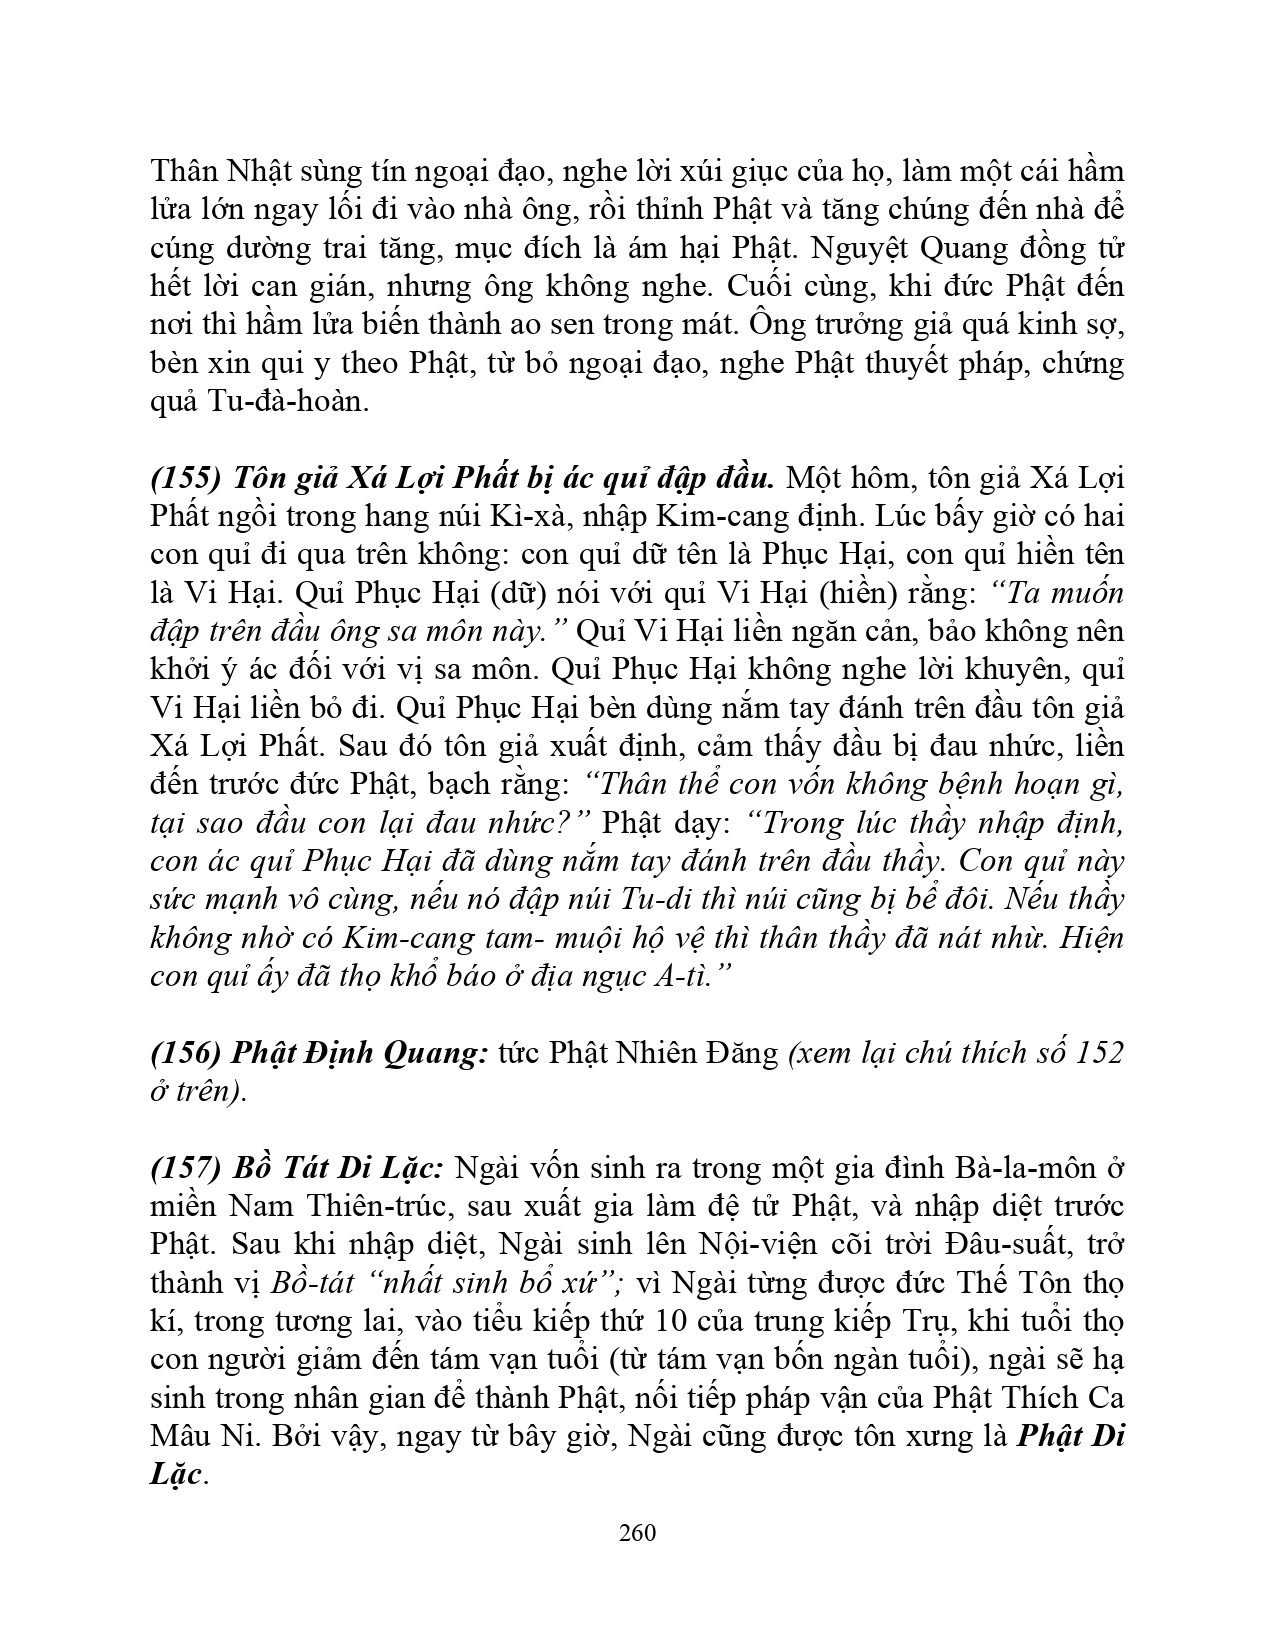 Thân Nhật sùng tín ngoại đạo, nghe lời xúi giục của họ, làm một cái hầm
lửa lớn ngay lối đi vào nhà ông, rồi thỉnh Phật và tăng chúng đến nhà để
cúng dường trai tăng, mục đích là ám hại Phật. Nguyệt Quang đồng tử
hết lời can gián, nhưng ông không nghe. Cuối cùng, khi đức Phật đến
nơi thì hầm lửa biến thành ao sen trong mát. Ông trưởng giả quá kinh sợ,
bèn xin qui y theo Phật, từ bỏ ngoại đạo, nghe Phật thuyết pháp, chứng
quả Tu-đà-hoàn.
(155) Tôn giả Xá Lợi Phất bị ác quỉ đập đầu. Một hôm, tôn giả Xá Lợi
Phất ngồi trong hang núi Kì-xà, nhập Kim-cang định. Lúc bấy giờ có hai
con quỉ đi qua trên không: con quỉ dữ tên là Phục Hại, con quỉ hiền tên
là Vi Hại. Quỉ Phục Hại (dữ) nói với quỉ Vi Hại (hiền) rằng: “Ta muốn
đập trên đầu ông sa môn này.” Quỉ Vi Hại liền ngăn cản, bảo không nên
khởi ý ác đối với vị sa môn. Quỉ Phục Hại không nghe lời khuyên, quỉ
Vi Hại liền bỏ đi. Quỉ Phục Hại bèn dùng nắm tay đánh trên đầu tôn giả
Xá Lợi Phất. Sau đó tôn giả xuất định, cảm thấy đầu bị đau nhức, liền
đến trước đức Phật, bạch rằng: “Thân thể con vốn không bệnh hoạn gì,
tại sao đầu con lại đau nhức?” Phật dạy: “Trong lúc thầy nhập định,
con ác quỉ Phục Hại đã dùng nắm tay đánh trên đầu thầy. Con quỉ này
sức mạnh vô cùng, nếu nó đập núi Tu-di thì núi cũng bị bể đôi. Nếu thầy
không nhờ có Kim-cang tam- muội hộ vệ thì thân thầy đã nát nhừ. Hiện
con quỉ ấy đã thọ khổ báo ở địa ngục A-tì.”
(156) Phật Định Quang: tức Phật Nhiên Đăng (xem lại chú thích số 152
ở trên).
(157) Bồ Tát Di Lặc: Ngài vốn sinh ra trong một gia đình Bà-la-môn ở
miền Nam Thiên-trúc, sau xuất gia làm đệ tử Phật, và nhập diệt trước
Phật. Sau khi nhập diệt, Ngài sinh lên Nội-viện cõi trời Đâu-suất, trở
thành vị Bồ-tát “nhất sinh bổ xứ”; vì Ngài từng được đức Thế Tôn thọ
kí, trong tương lai, vào tiểu kiếp thứ 10 của trung kiếp Trụ, khi tuổi thọ
con người giảm đến tám vạn tuổi (từ tám vạn bốn ngàn tuổi), ngài sẽ hạ
sinh trong nhân gian để thành Phật, nối tiếp pháp vận của Phật Thích Ca
Mâu Ni. Bởi vậy, ngay từ bây giờ, Ngài cũng được tôn xưng là Phật Di
Lặc.
260